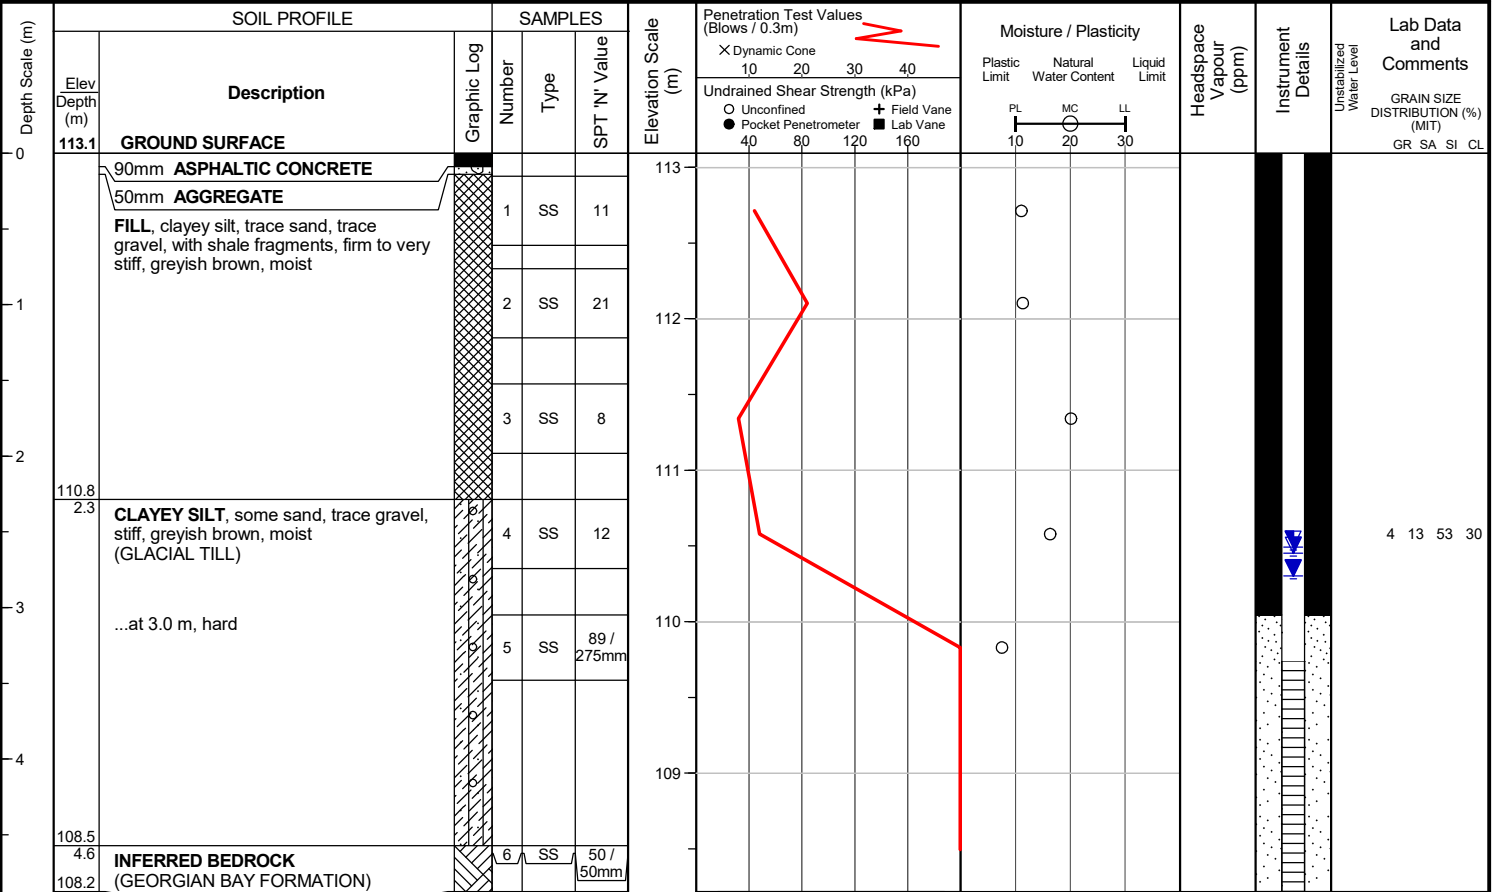 SOIL PROFILE
SAMPLES
Depth Scale (m)
Elev
Depth
(m)
113.1
Description
GROUND SURFACE
Graphic Log
Number
Type
SPT 'N' Value
Elevation Scale
(m)
Penetration Test Values
(Blows / 0.3m)
× Dynamic Cone
10 20 30 40
Undrained Shear Strength (kPa)
Unconfined + Field Vane
Pocket Penetrometer Lab Vane
40 80 120 160
Moisture / Plasticity
Plastic Natural Liquid
Limit Water Content Limit
PL MC LL
10 20 30
Headspace
Vapour
(ppm)
Instrument
Details
Unstabilized
Water Level
Lab Data
and
Comments
GRAIN SIZE
DISTRIBUTION (%)
(MIT)
GR SA SI CL
0
90mm ASPHALTIC CONCRETE
113
50mm AGGREGATE
1 SS 11
FILL, clayey silt, trace sand, trace
gravel, with shale fragments, firm to very
stiff, greyish brown, moist
1
2 SS 21
112
3 SS 8
2
111
110.8
2.3
CLAYEY SILT, some sand, trace gravel,
stiff, greyish brown, moist
(GLACIAL TILL)
4 SS 12
4 13 53 30
3
110
...at 3.0 m, hard
5 SS 89 /
275mm
4
109
108.5
4.6
INFERRED BEDROCK
(GEORGIAN BAY FORMATION)
6 SS 50 /
50mm
108.2